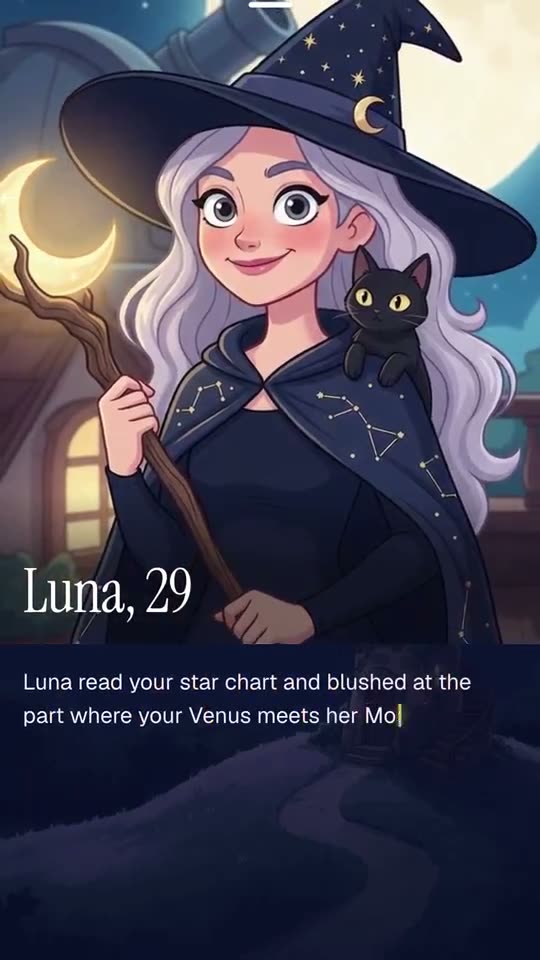 Luna, 29
Luna read your star chart and blushed at the
part where your Venus meets her Mo